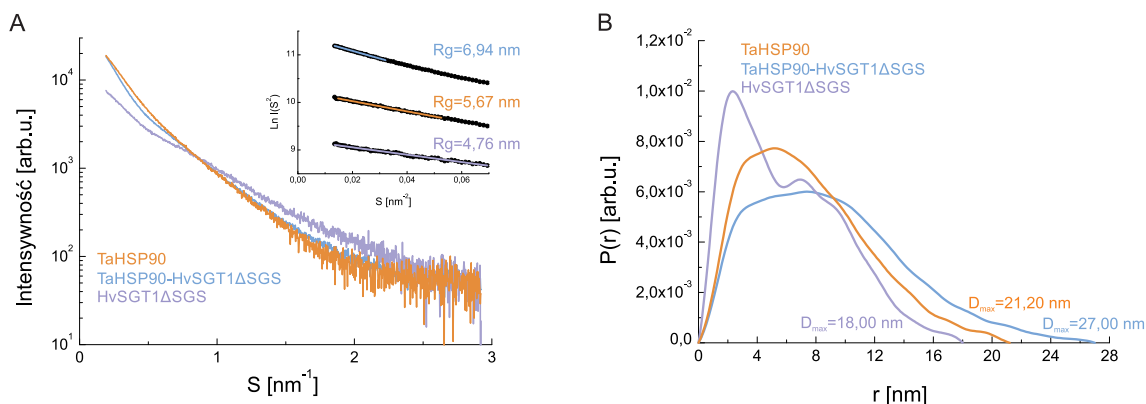 A
Intensywność [arb.u.]
10⁴
10³
10²
10¹
0
1
2
3
S [nm⁻¹]
TaHSP90
TaHSP90-HvSGT1ΔSGS
HvSGT1ΔSGS
Ln I(S²)
11
10
9
0,00
0,02
0,04
0,06
S [nm⁻²]
Rg=6,94 nm
Rg=5,67 nm
Rg=4,76 nm
B
P(r) [arb.u.]
1,2x10⁻²
1,0x10⁻²
8,0x10⁻³
6,0x10⁻³
4,0x10⁻³
2,0x10⁻³
0,0
0
4
8
12
16
20
24
28
r [nm]
TaHSP90
TaHSP90-HvSGT1ΔSGS
HvSGT1ΔSGS
Dmax=21,20 nm
Dmax=18,00 nm
Dmax=27,00 nm